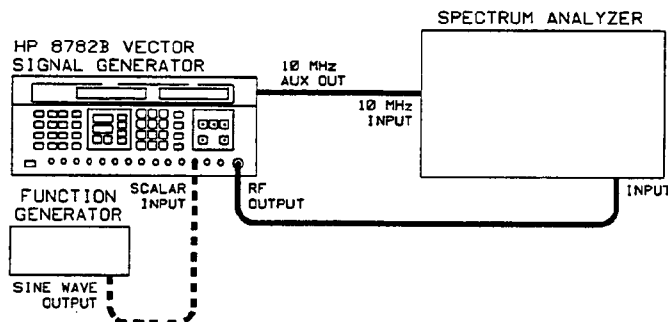 SPECTRUM ANALYZER
HP 8782B VECTOR
SIGNAL GENERATOR
10 MHz
AUX OUT
10 MHz
INPUT
SCALAR
INPUT
RF
OUTPUT
INPUT
FUNCTION
GENERATOR
SINE WAVE
OUTPUT